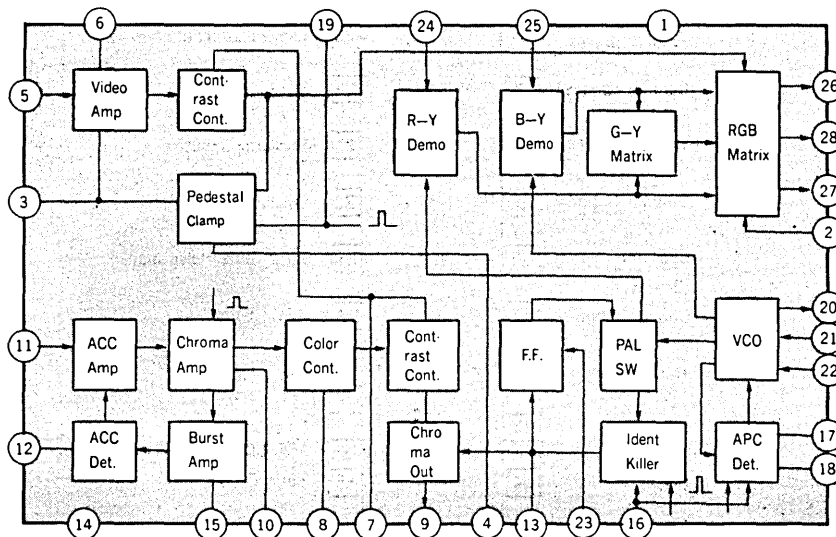 6
19
24
25
1
5
Video
Amp
Cont-
rast
Cont.
R-Y
Demo
B-Y
Demo
G-Y
Matrix
RGB
Matrix
26
28
27
2
3
Pedestal
Clamp
11
ACC
Amp
Chroma
Amp
Color
Cont.
Cont-
rast
Cont.
F.F.
PAL
SW
VCO
20
21
22
12
ACC
Det.
Burst
Amp
Chro
ma
Out
Ident
Killer
APC
Det.
17
18
14
15
10
8
7
9
4
13
23
16